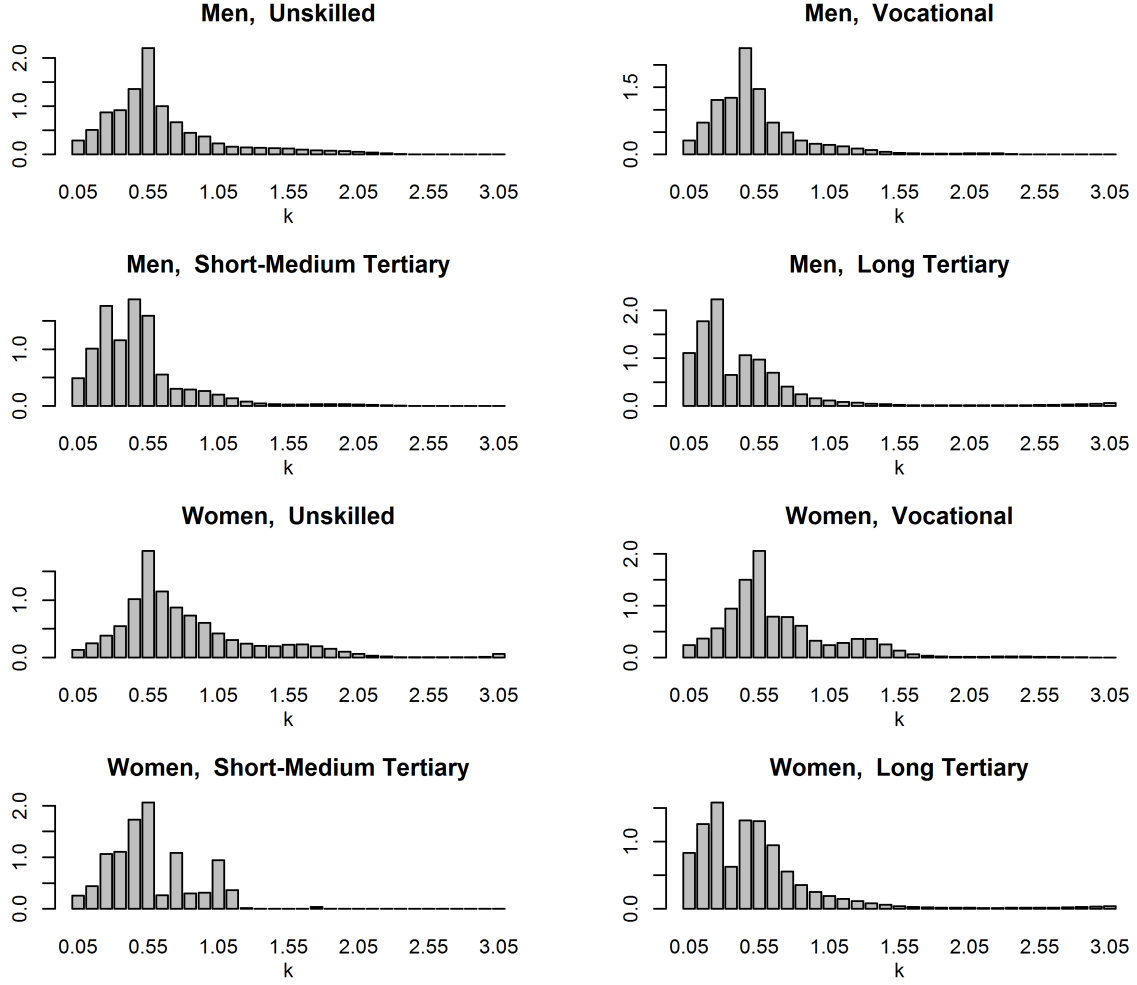 Men,  Unskilled
2.0
1.0
0.0
0.05 0.55 1.05 1.55 2.05 2.55 3.05
k
Men,  Vocational
1.5
0.0
0.05 0.55 1.05 1.55 2.05 2.55 3.05
k
Men,  Short-Medium Tertiary
1.0
0.0
0.05 0.55 1.05 1.55 2.05 2.55 3.05
k
Men,  Long Tertiary
2.0
1.0
0.0
0.05 0.55 1.05 1.55 2.05 2.55 3.05
k
Women,  Unskilled
1.0
0.0
0.05 0.55 1.05 1.55 2.05 2.55 3.05
k
Women,  Vocational
2.0
1.0
0.0
0.05 0.55 1.05 1.55 2.05 2.55 3.05
k
Women,  Short-Medium Tertiary
2.0
1.0
0.0
0.05 0.55 1.05 1.55 2.05 2.55 3.05
k
Women,  Long Tertiary
1.0
0.0
0.05 0.55 1.05 1.55 2.05 2.55 3.05
k